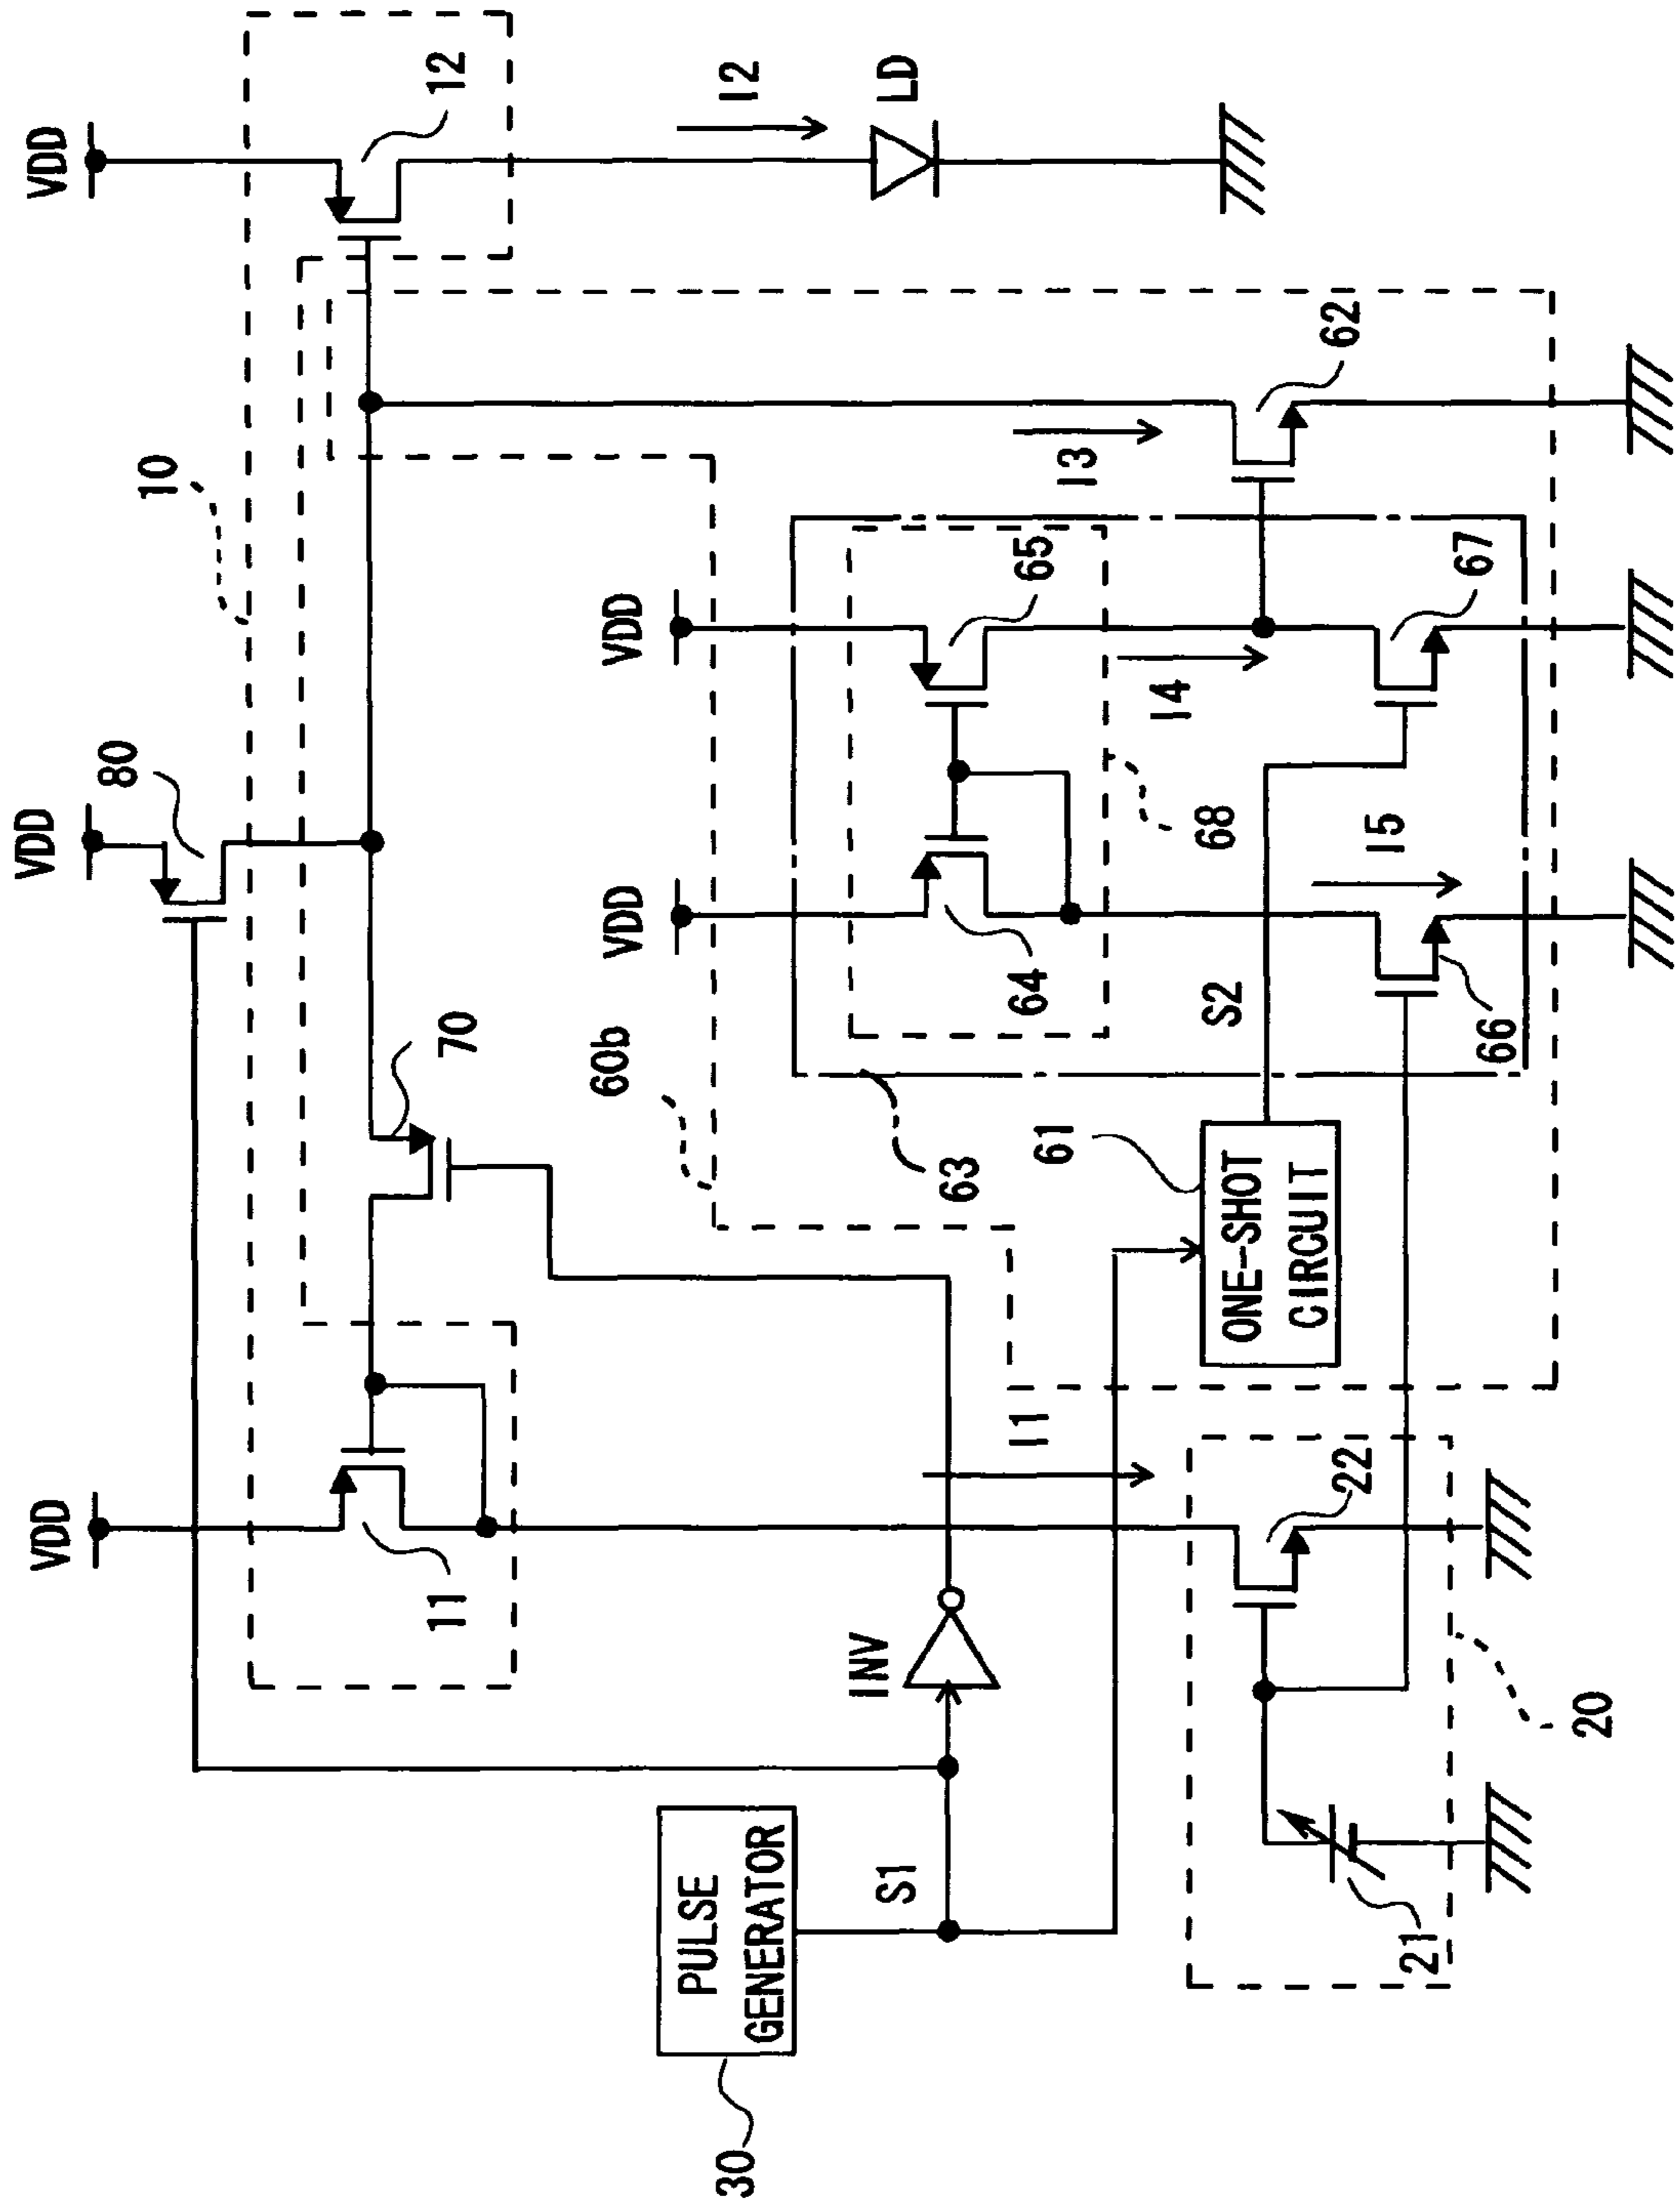 VDD
VDD
VDD
80
10
11
70
12
60b
VDD
VDD
30
PULSE
GENERATOR
I2
INV
S1
LD
63
I1
64
65
61
I3
I4
68
S2
ONE-SHOT
CIRCUIT
62
22
I5
21
67
66
20